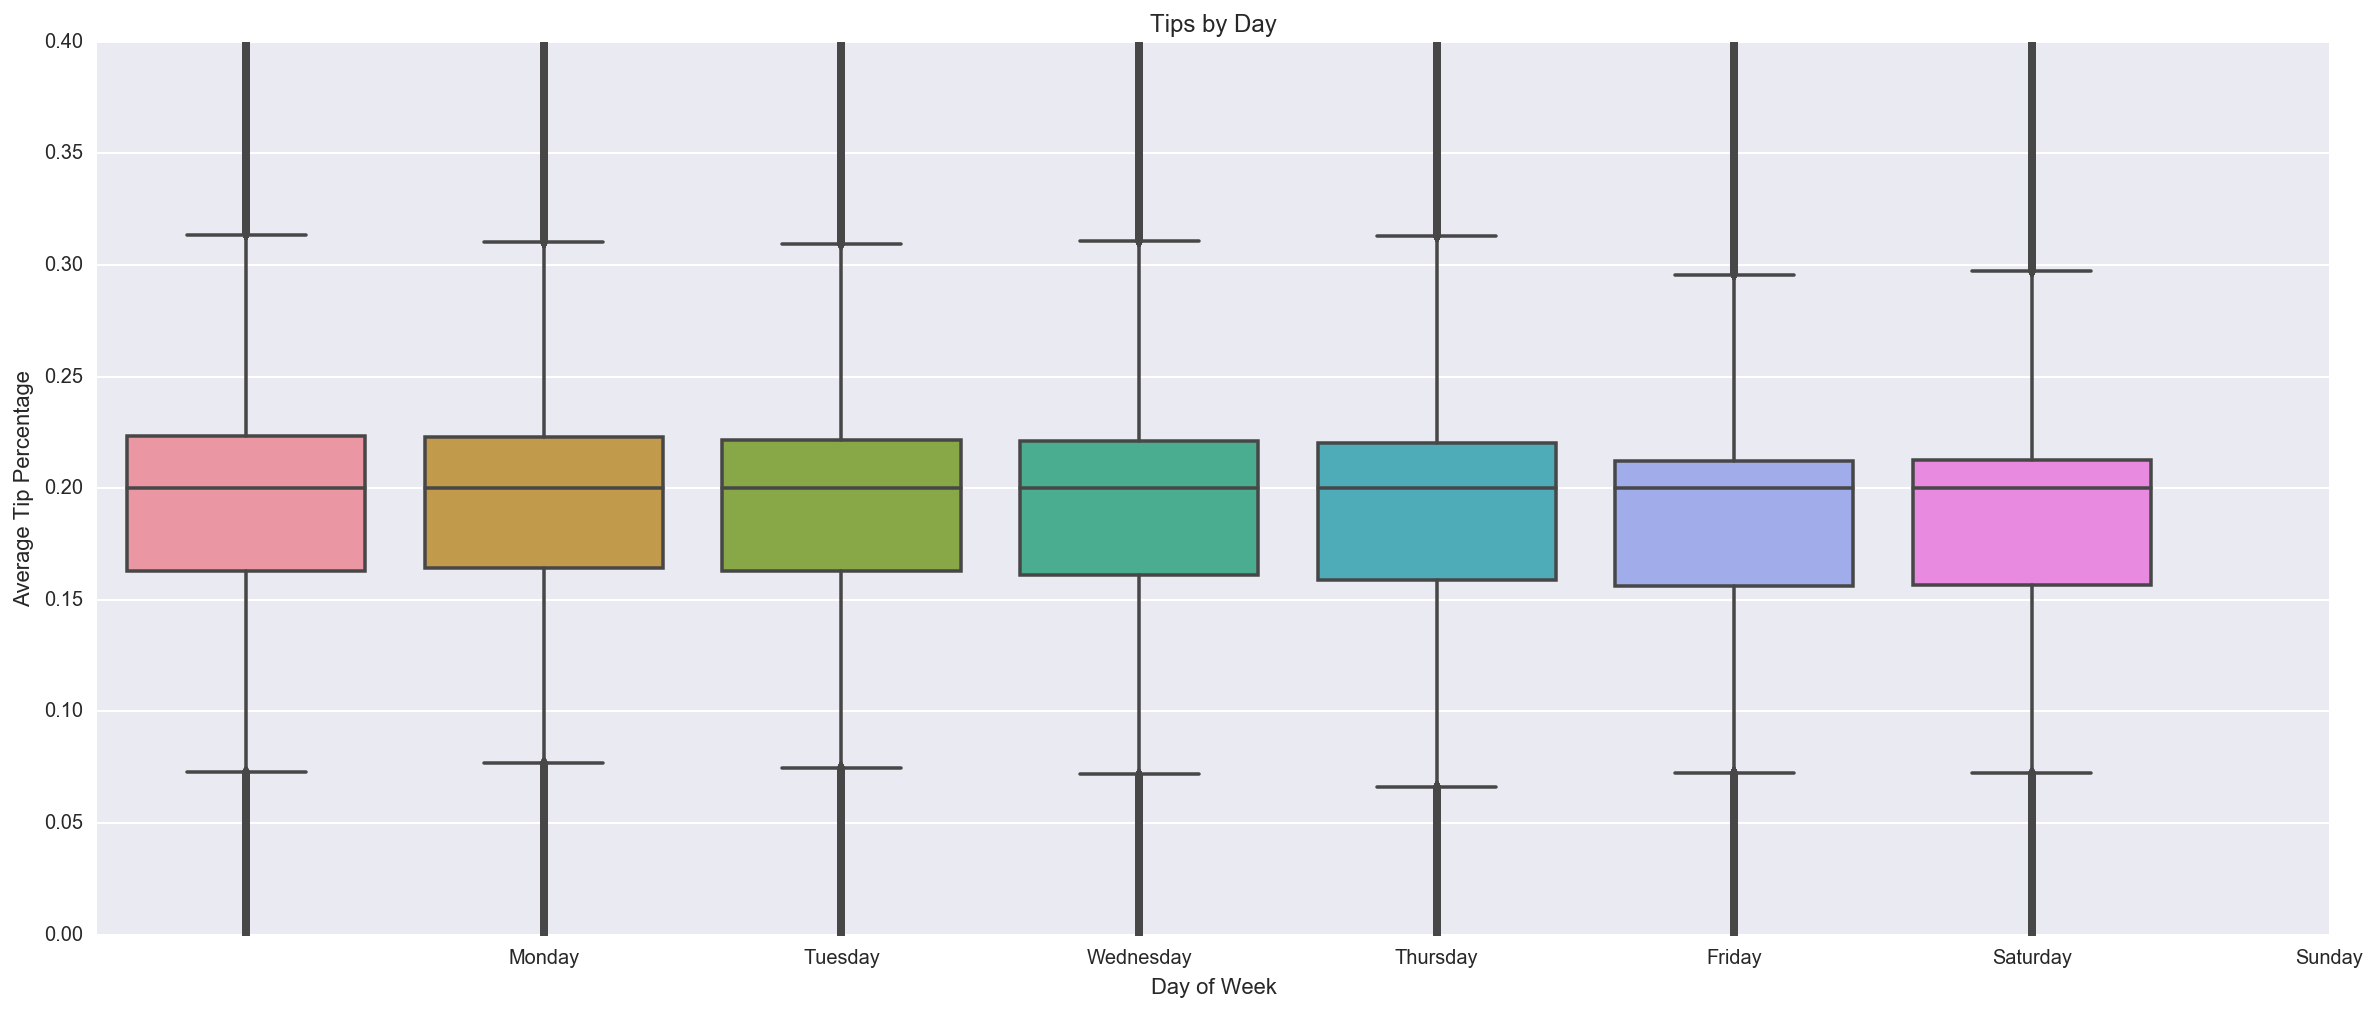 Tips by Day
0.40
0.35
0.30
0.25
0.20
0.15
0.10
0.05
0.00
Average Tip Percentage
Monday Tuesday Wednesday Thursday Friday Saturday Sunday
Day of Week